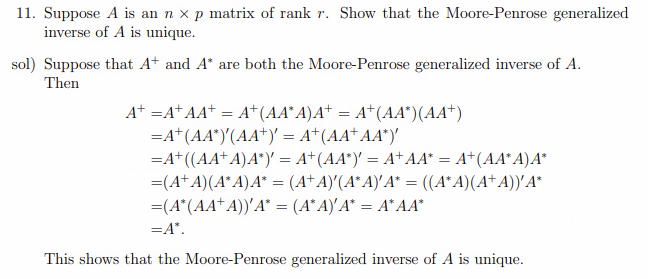 11. Suppose A is an n × p matrix of rank r. Show that the Moore-Penrose generalized
inverse of A is unique.
sol) Suppose that A⁺ and A* are both the Moore-Penrose generalized inverse of A.
Then
A⁺ =A⁺AA⁺ = A⁺(AA*A)A⁺ = A⁺(AA*)(AA⁺)
=A⁺(AA*)′(AA⁺)′ = A⁺(AA⁺AA*)′
=A⁺((AA⁺A)A*)′ = A⁺(AA*)′ = A⁺AA* = A⁺(AA*A)A*
=(A⁺A)(A*A)A* = (A⁺A)′(A*A)′A* = ((A*A)(A⁺A))′A*
=(A*(AA⁺A))′A* = (A*A)′A* = A*AA*
=A*.
This shows that the Moore-Penrose generalized inverse of A is unique.